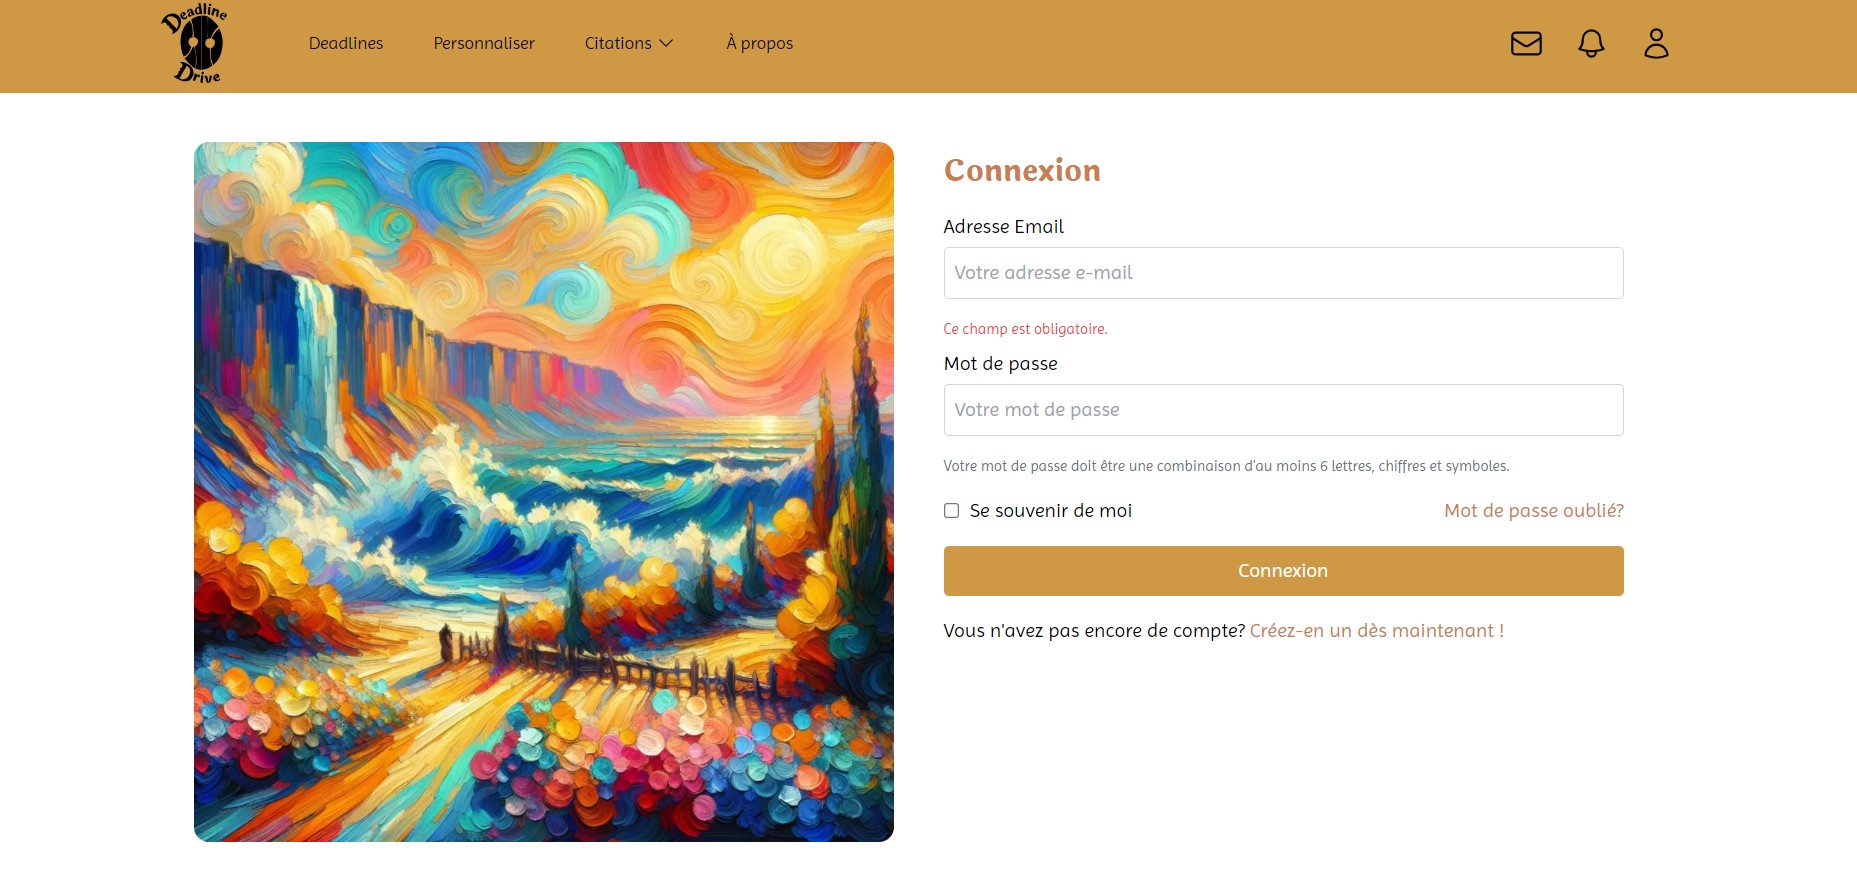 Deadline
Drive
Deadlines
Personnaliser
Citations
À propos
Connexion
Adresse Email
Votre adresse e-mail
Ce champ est obligatoire.
Mot de passe
Votre mot de passe
Votre mot de passe doit être une combinaison d'au moins 6 lettres, chiffres et symboles.
Se souvenir de moi
Mot de passe oublié?
Connexion
Vous n'avez pas encore de compte? Créez-en un dès maintenant !